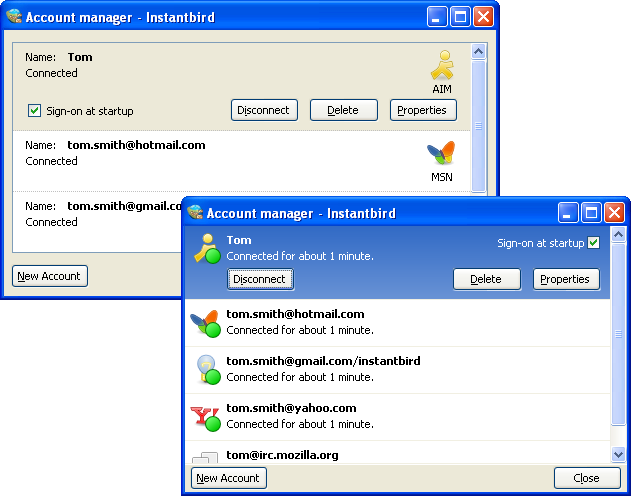 Account manager - Instantbird
Name: Tom
Connected
AIM
Sign-on at startup
Disconnect
Delete
Properties
Name: tom.smith@hotmail.com
Connected
MSN
Name: tom.smith@gmail.co
Connected
New Account
Account manager - Instantbird
Tom
Sign-on at startup
Connected for about 1 minute.
Disconnect
Delete
Properties
tom.smith@hotmail.com
Connected for about 1 minute.
tom.smith@gmail.com/instantbird
Connected for about 1 minute.
tom.smith@yahoo.com
Connected for about 1 minute.
tom@irc.mozilla.org
New Account
Close